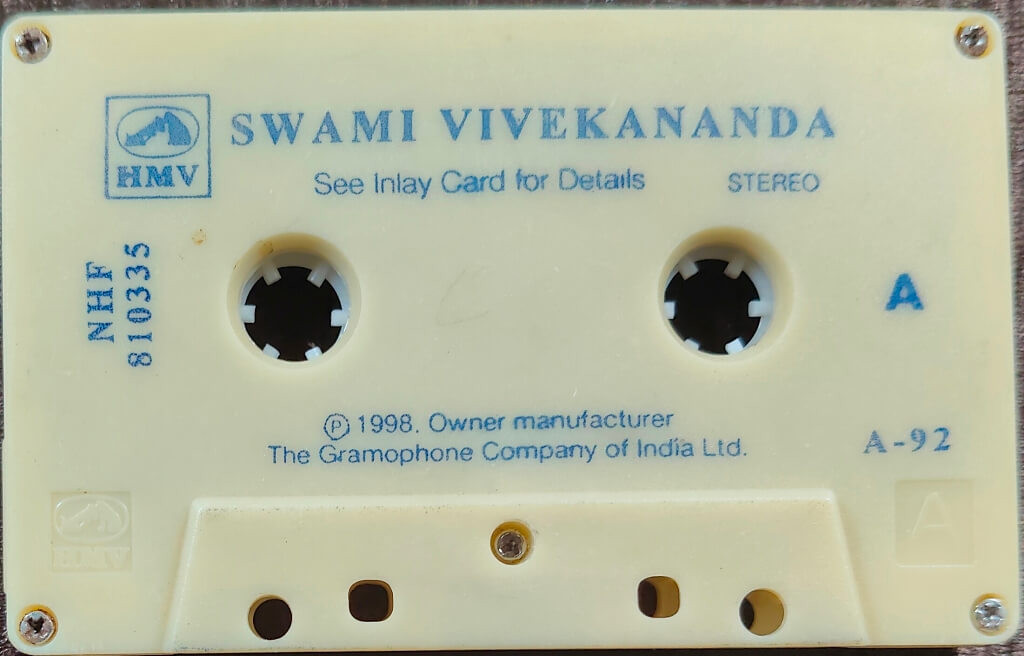 HMV
SWAMI VIVEKANANDA
See Inlay Card for Details
STEREO
NHF
810335
A
Ⓟ 1998. Owner manufacturer
The Gramophone Company of India Ltd.
A-92
HMV
A